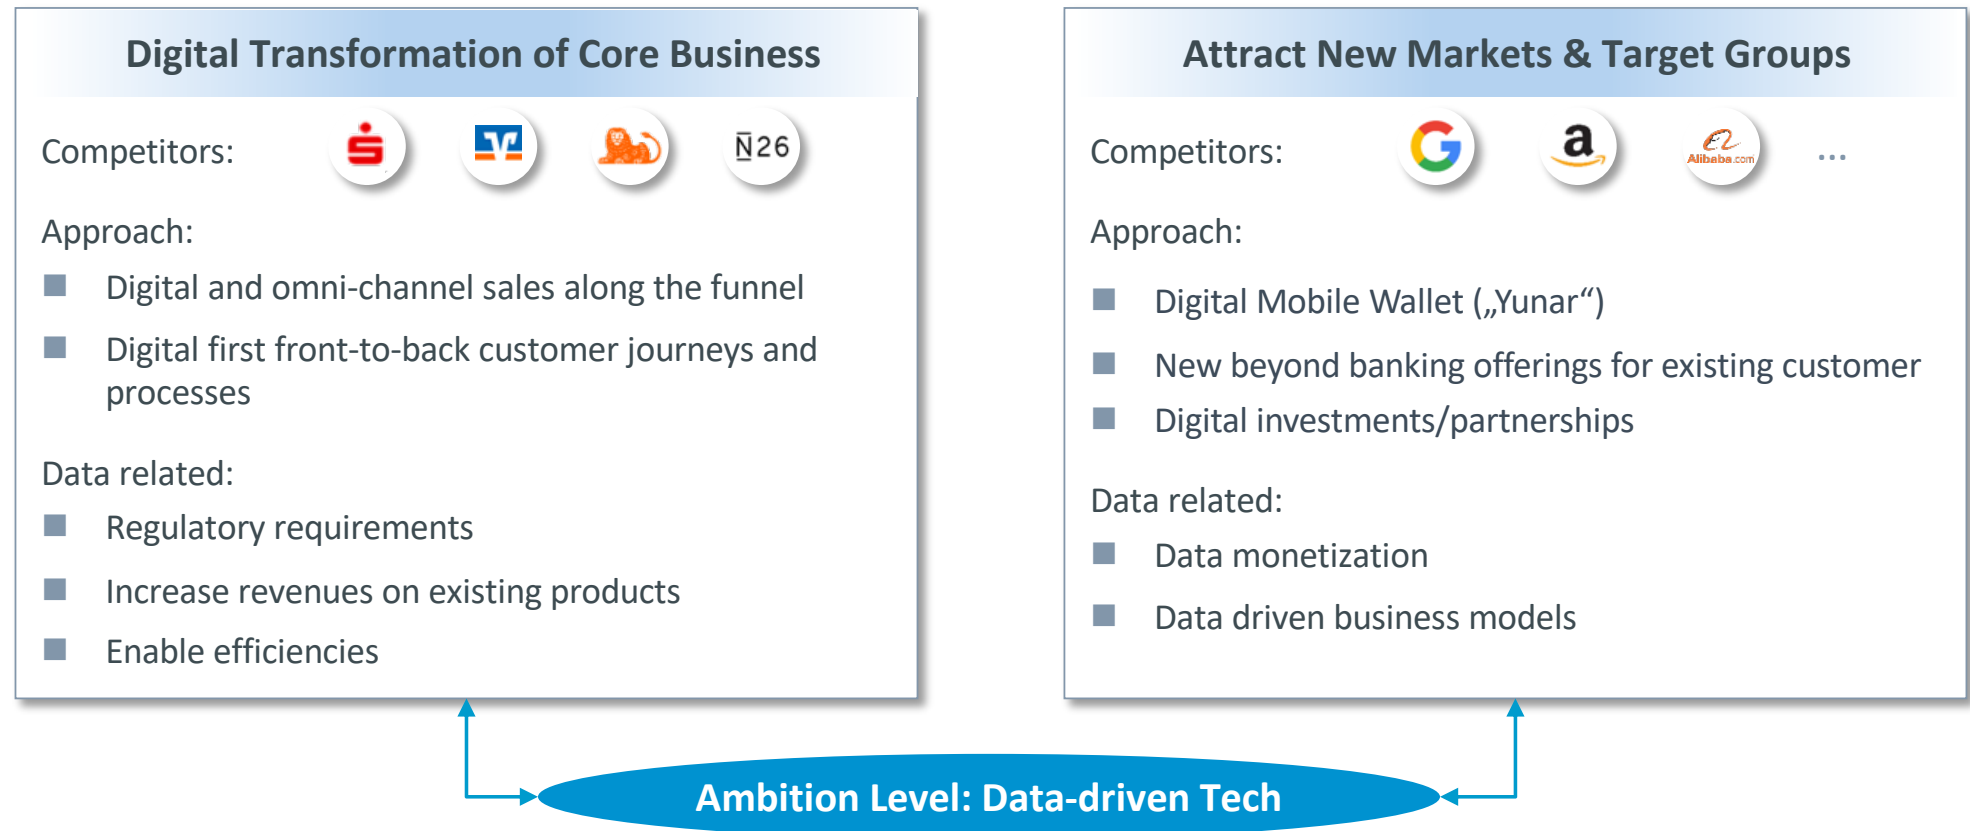 Digital Transformation of Core Business
Competitors:
N26
Approach:
Digital and omni-channel sales along the funnel
Digital first front-to-back customer journeys and
processes
Data related:
Regulatory requirements
Increase revenues on existing products
Enable efficiencies
Attract New Markets & Target Groups
Competitors:
G
a
Alibaba.com
...
Approach:
Digital Mobile Wallet („Yunar“)
New beyond banking offerings for existing customer
Digital investments/partnerships
Data related:
Data monetization
Data driven business models
Ambition Level: Data-driven Tech